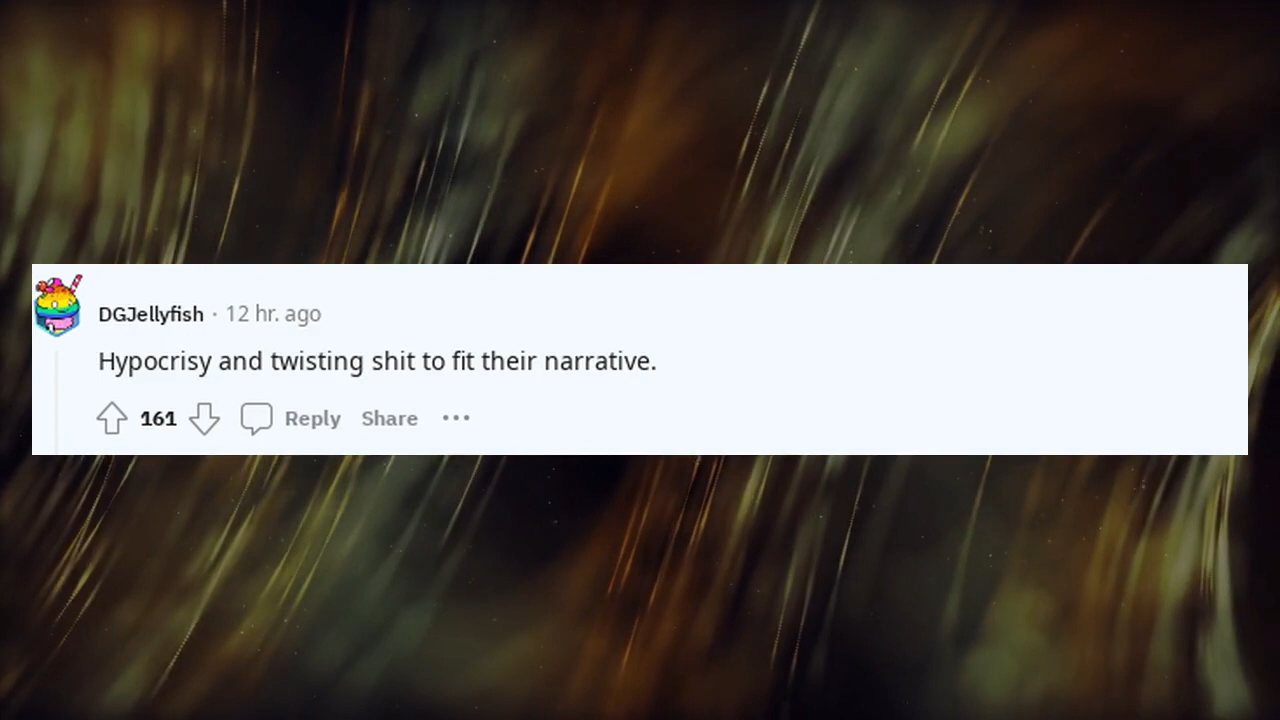 DGJellyfish · 12 hr. ago
Hypocrisy and twisting shit to fit their narrative.
161 Reply Share ···